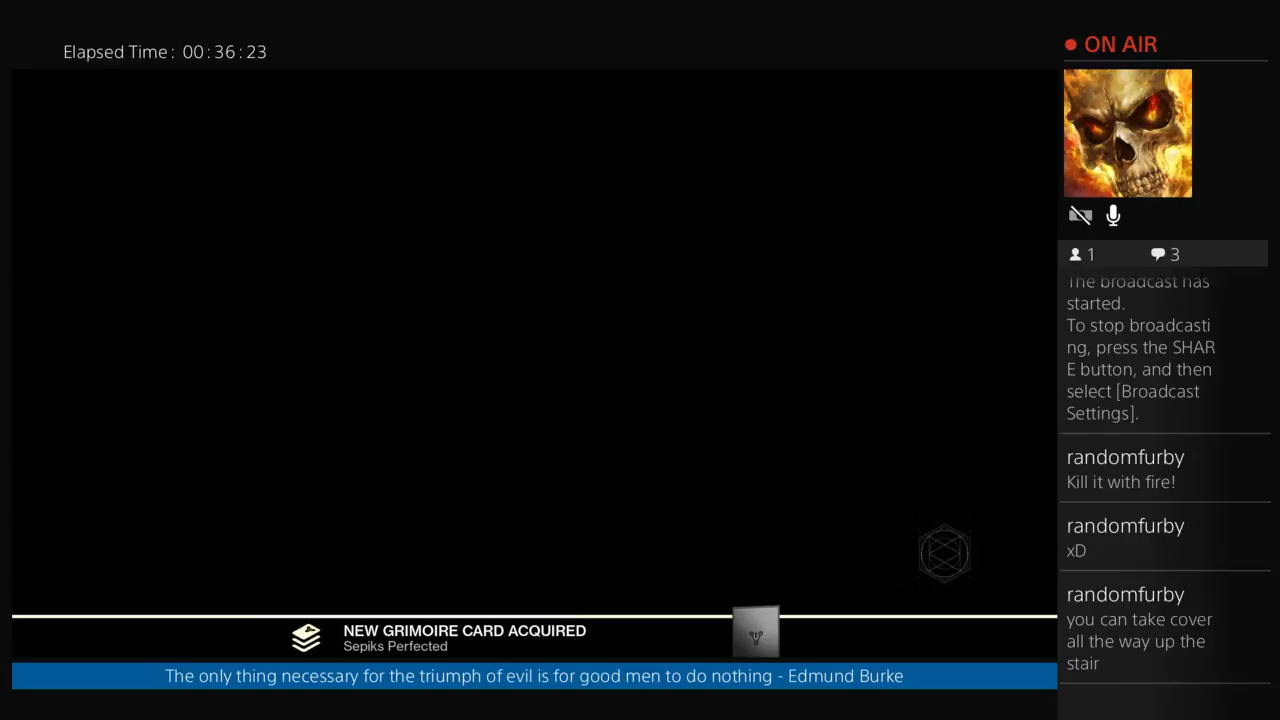 Elapsed Time: 00:36:23
ON AIR
1
3
The broadcast has
started.
To stop broadcasti
ng, press the SHAR
E button, and then
select [Broadcast
Settings].
randomfurby
Kill it with fire!
randomfurby
xD
randomfurby
you can take cover
all the way up the
stair
NEW GRIMOIRE CARD ACQUIRED
Sepiks Perfected
The only thing necessary for the triumph of evil is for good men to do nothing - Edmund Burke